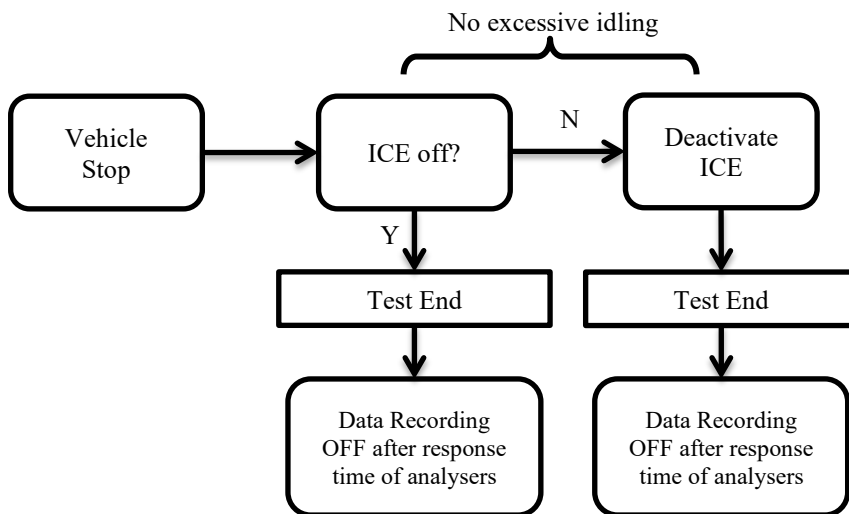 No excessive idling
Vehicle
Stop
ICE off?
N
Deactivate
ICE
Y
Test End
Test End
Data Recording
OFF after response
time of analysers
Data Recording
OFF after response
time of analysers